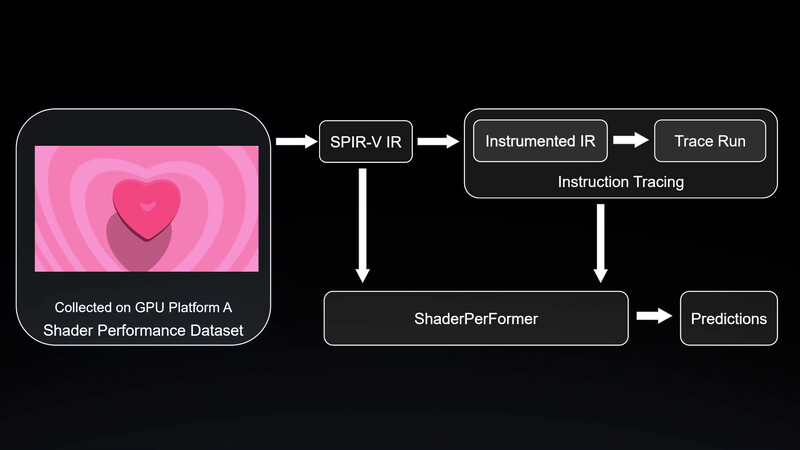 SPIR-V IR
Instrumented IR
Trace Run
Instruction Tracing
Collected on GPU Platform A
Shader Performance Dataset
ShaderPerFormer
Predictions